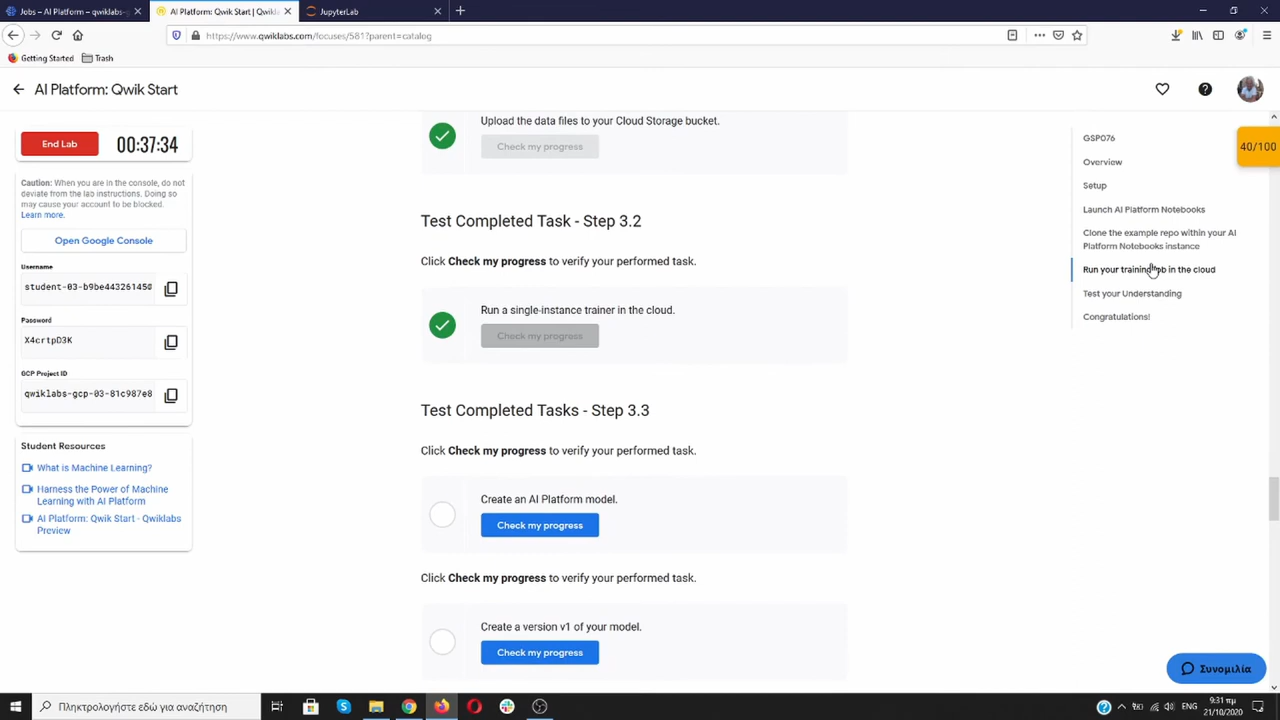 Jobs – AI Platform – qwiklabs-g
AI Platform: Qwik Start | Qwikla
JupyterLab
https://www.qwiklabs.com/focuses/581?parent=catalog
Getting Started
Trash
AI Platform: Qwik Start
End Lab
00:37:34
Caution: When you are in the console, do not
deviate from the lab instructions. Doing so
may cause your account to be blocked.
Learn more.
Open Google Console
Username
student-03-b9be44326145@
Password
X4crtpD3K
GCP Project ID
qwiklabs-gcp-03-81c987e8
Student Resources
What is Machine Learning?
Harness the Power of Machine
Learning with AI Platform
AI Platform: Qwik Start - Qwiklabs
Preview
Upload the data files to your Cloud Storage bucket.
Check my progress
Test Completed Task - Step 3.2
Click Check my progress to verify your performed task.
Run a single-instance trainer in the cloud.
Check my progress
Test Completed Tasks - Step 3.3
Click Check my progress to verify your performed task.
Create an AI Platform model.
Check my progress
Click Check my progress to verify your performed task.
Create a version v1 of your model.
Check my progress
GSP076
Overview
Setup
Launch AI Platform Notebooks
Clone the example repo within your AI
Platform Notebooks instance
Run your training job in the cloud
Test your Understanding
Congratulations!
40/100
Συνομιλία
Πληκτρολογήστε εδώ για αναζήτηση
ENG
9:31 πμ
21/10/2020